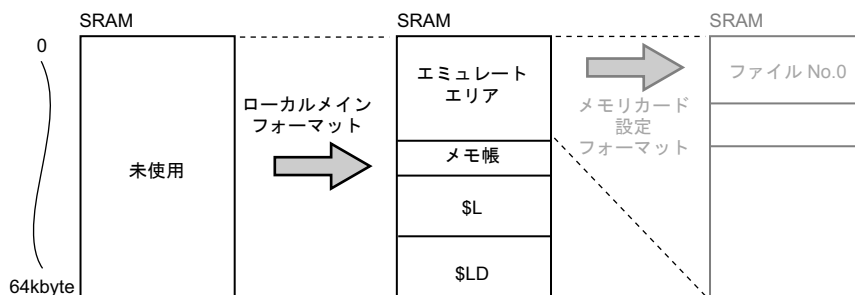 SRAM
0
64kbyte
未使用
ローカルメイン
フォーマット
SRAM
エミュレート
エリア
メモ帳
$L
$LD
メモリカード
設定
フォーマット
SRAM
ファイル No.0